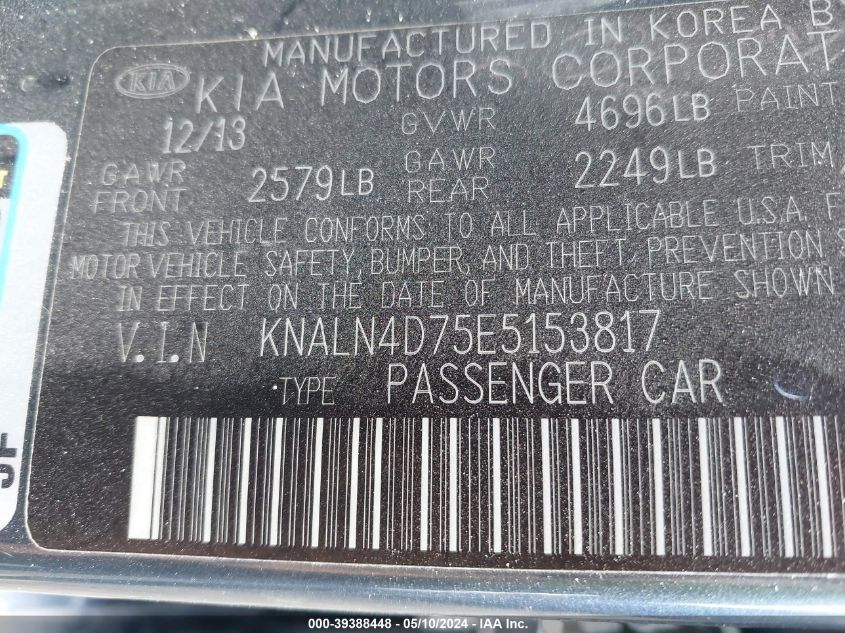 MANUFACTURED IN KOREA B
KIA KIA MOTORS CORPORAT
12/13 GVWR 4696LB PAINT
GAWR FRONT 2579LB GAWR REAR 2249LB TRIM
THIS VEHICLE CONFORMS TO ALL APPLICABLE U.S.A. F
MOTOR VEHICLE SAFETY, BUMPER, AND THEFT, PREVENTION S
IN EFFECT ON THE DATE OF MANUFACTURE SHOWN
V.I.N KNALN4D75E5153817
TYPE PASSENGER CAR
000-39388448 - 05/10/2024 - IAAI, Inc.